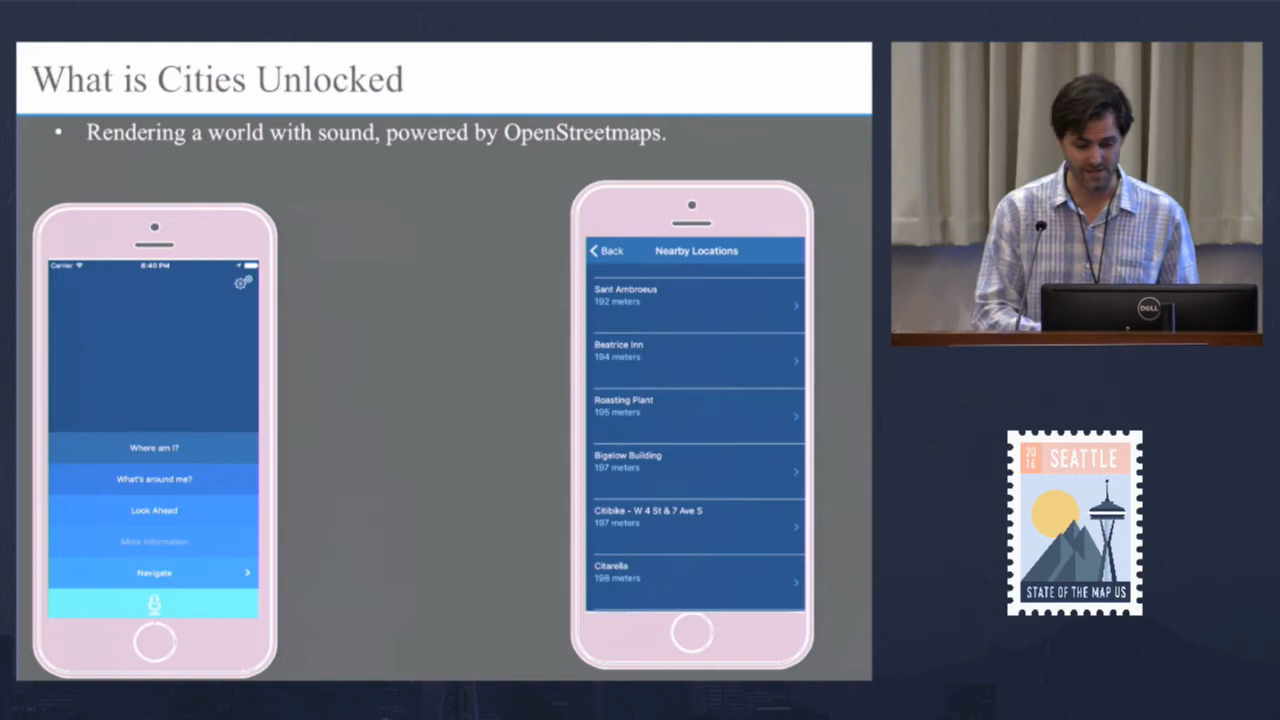 What is Cities Unlocked
• Rendering a world with sound, powered by OpenStreetmaps.
Carrier 6:40 PM
Where am I?
What's around me?
Look Ahead
More Information
Navigate
Back Nearby Locations
Sant Ambroeus
192 meters
Beatrice Inn
194 meters
Roasting Plant
195 meters
Bigelow Building
197 meters
Citibike - W 4 St & 7 Ave S
197 meters
Citarella
198 meters
DELL
20
16
SEATTLE
STATE OF THE MAP US